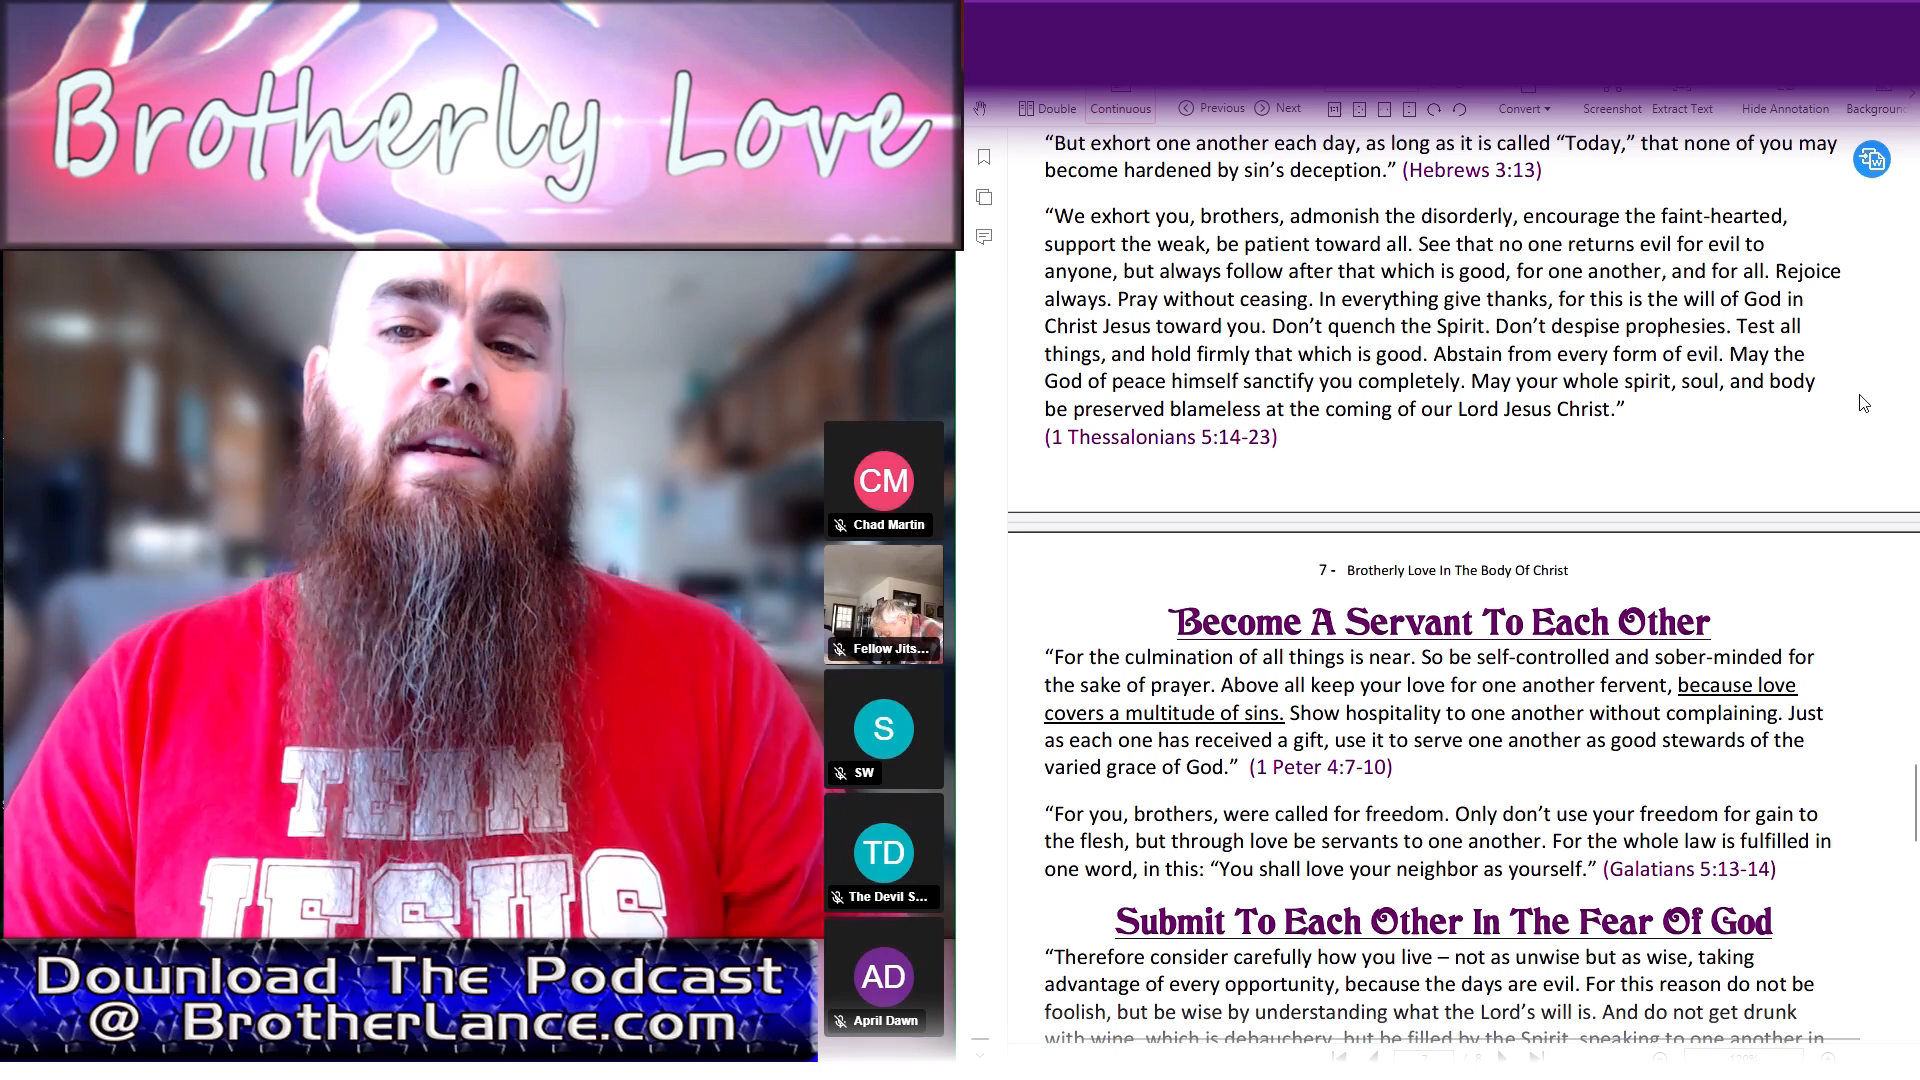 Brotherly Love
TEAM
JESUS
CM
Chad Martin
Fellow Jits...
S
SW
TD
The Devil S...
AD
April Dawn
Download The Podcast
@ BrotherLance.com
Double
Continuous
Previous
Next
Convert
Screenshot
Extract Text
Hide Annotation
Background
“But exhort one another each day, as long as it is called “Today,” that none of you may
become hardened by sin’s deception.” (Hebrews 3:13)
“We exhort you, brothers, admonish the disorderly, encourage the faint-hearted,
support the weak, be patient toward all. See that no one returns evil for evil to
anyone, but always follow after that which is good, for one another, and for all. Rejoice
always. Pray without ceasing. In everything give thanks, for this is the will of God in
Christ Jesus toward you. Don’t quench the Spirit. Don’t despise prophesies. Test all
things, and hold firmly that which is good. Abstain from every form of evil. May the
God of peace himself sanctify you completely. May your whole spirit, soul, and body
be preserved blameless at the coming of our Lord Jesus Christ.”
(1 Thessalonians 5:14-23)
7 - Brotherly Love In The Body Of Christ
Become A Servant To Each Other
“For the culmination of all things is near. So be self-controlled and sober-minded for
the sake of prayer. Above all keep your love for one another fervent, because love
covers a multitude of sins. Show hospitality to one another without complaining. Just
as each one has received a gift, use it to serve one another as good stewards of the
varied grace of God.” (1 Peter 4:7-10)
“For you, brothers, were called for freedom. Only don’t use your freedom for gain to
the flesh, but through love be servants to one another. For the whole law is fulfilled in
one word, in this: “You shall love your neighbor as yourself.” (Galatians 5:13-14)
Submit To Each Other In The Fear Of God
“Therefore consider carefully how you live – not as unwise but as wise, taking
advantage of every opportunity, because the days are evil. For this reason do not be
foolish, but be wise by understanding what the Lord’s will is. And do not get drunk
with wine, which is debauchery, but be filled by the Spirit, speaking to one another in